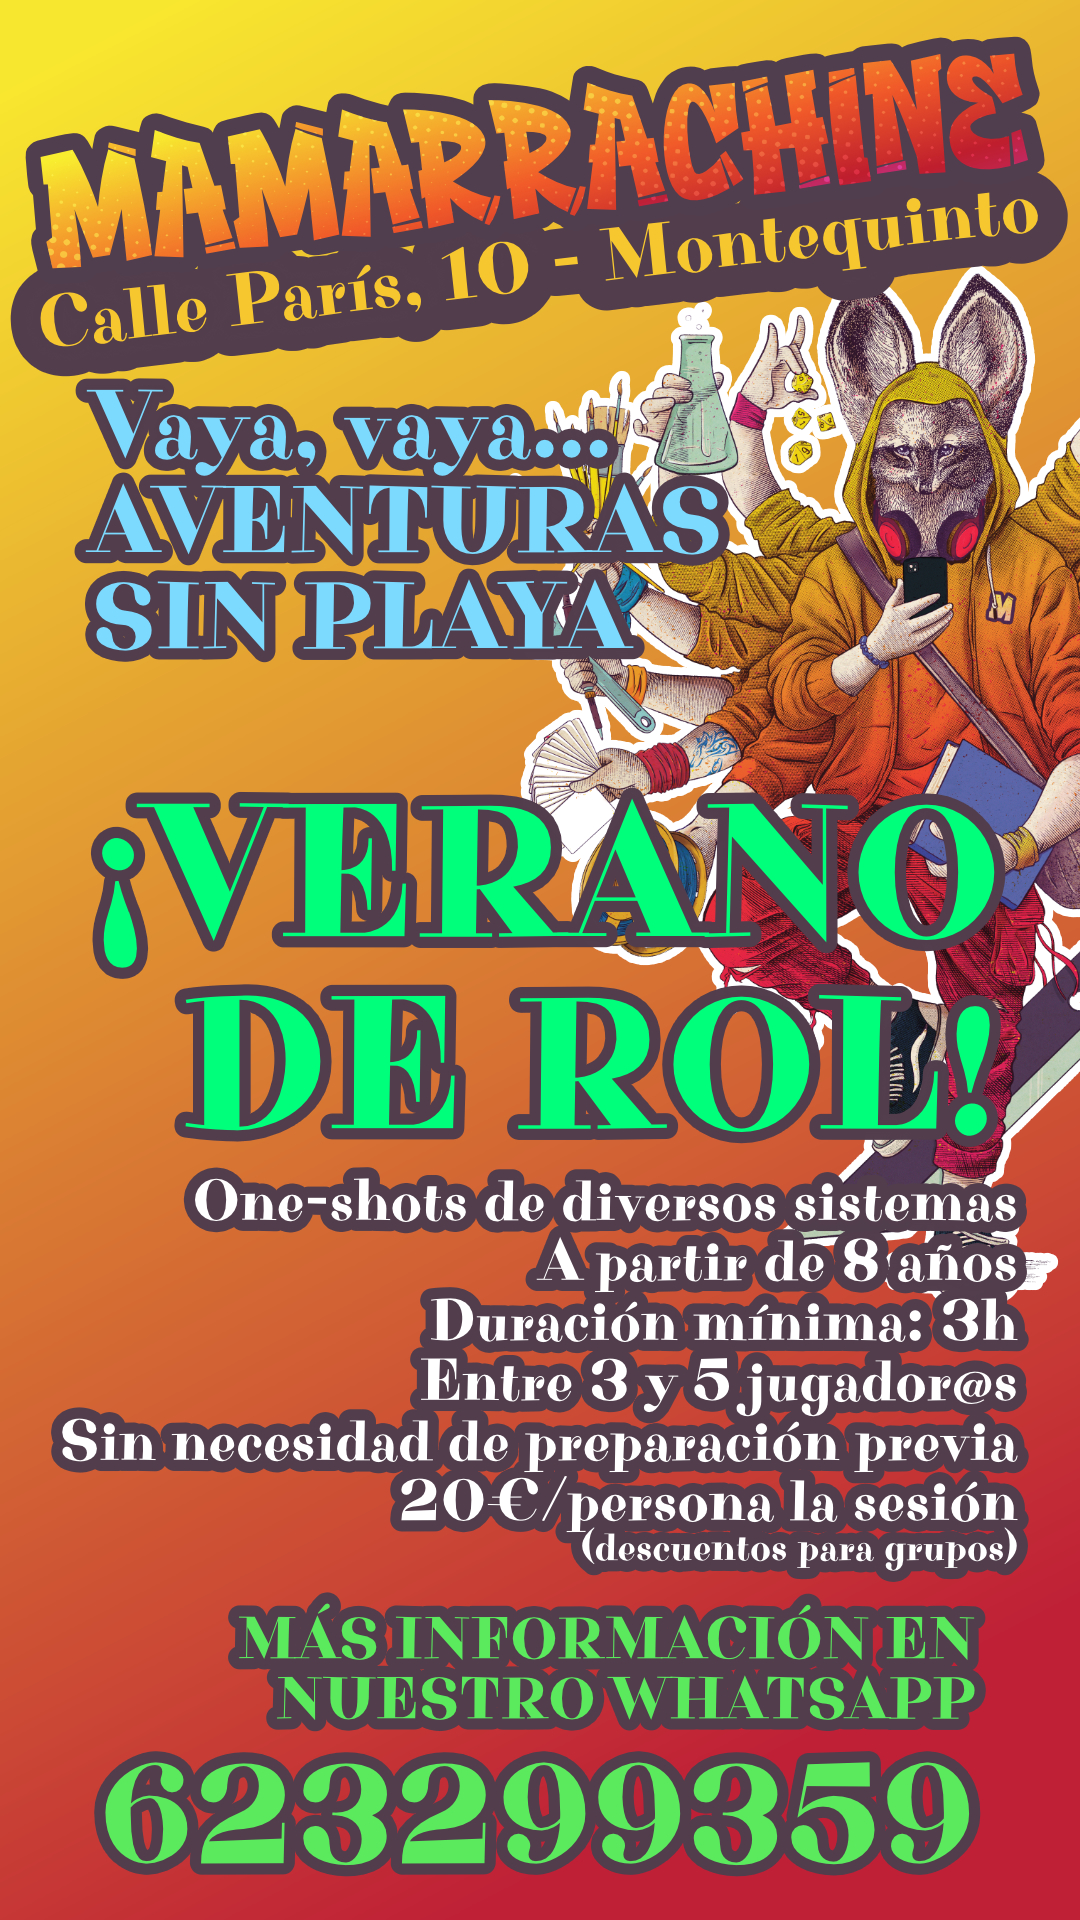 MAMARRACHINE
Calle París, 10 - Montequinto
Vaya, vaya...
AVENTURAS
SIN PLAYA
M
¡VERANO
DE ROL!
One-shots de diversos sistemas
A partir de 8 años
Duración mínima: 3h
Entre 3 y 5 jugador@s
Sin necesidad de preparación previa
20€/persona la sesión
(descuentos para grupos)
MÁS INFORMACIÓN EN
NUESTRO WHATSAPP
623299359